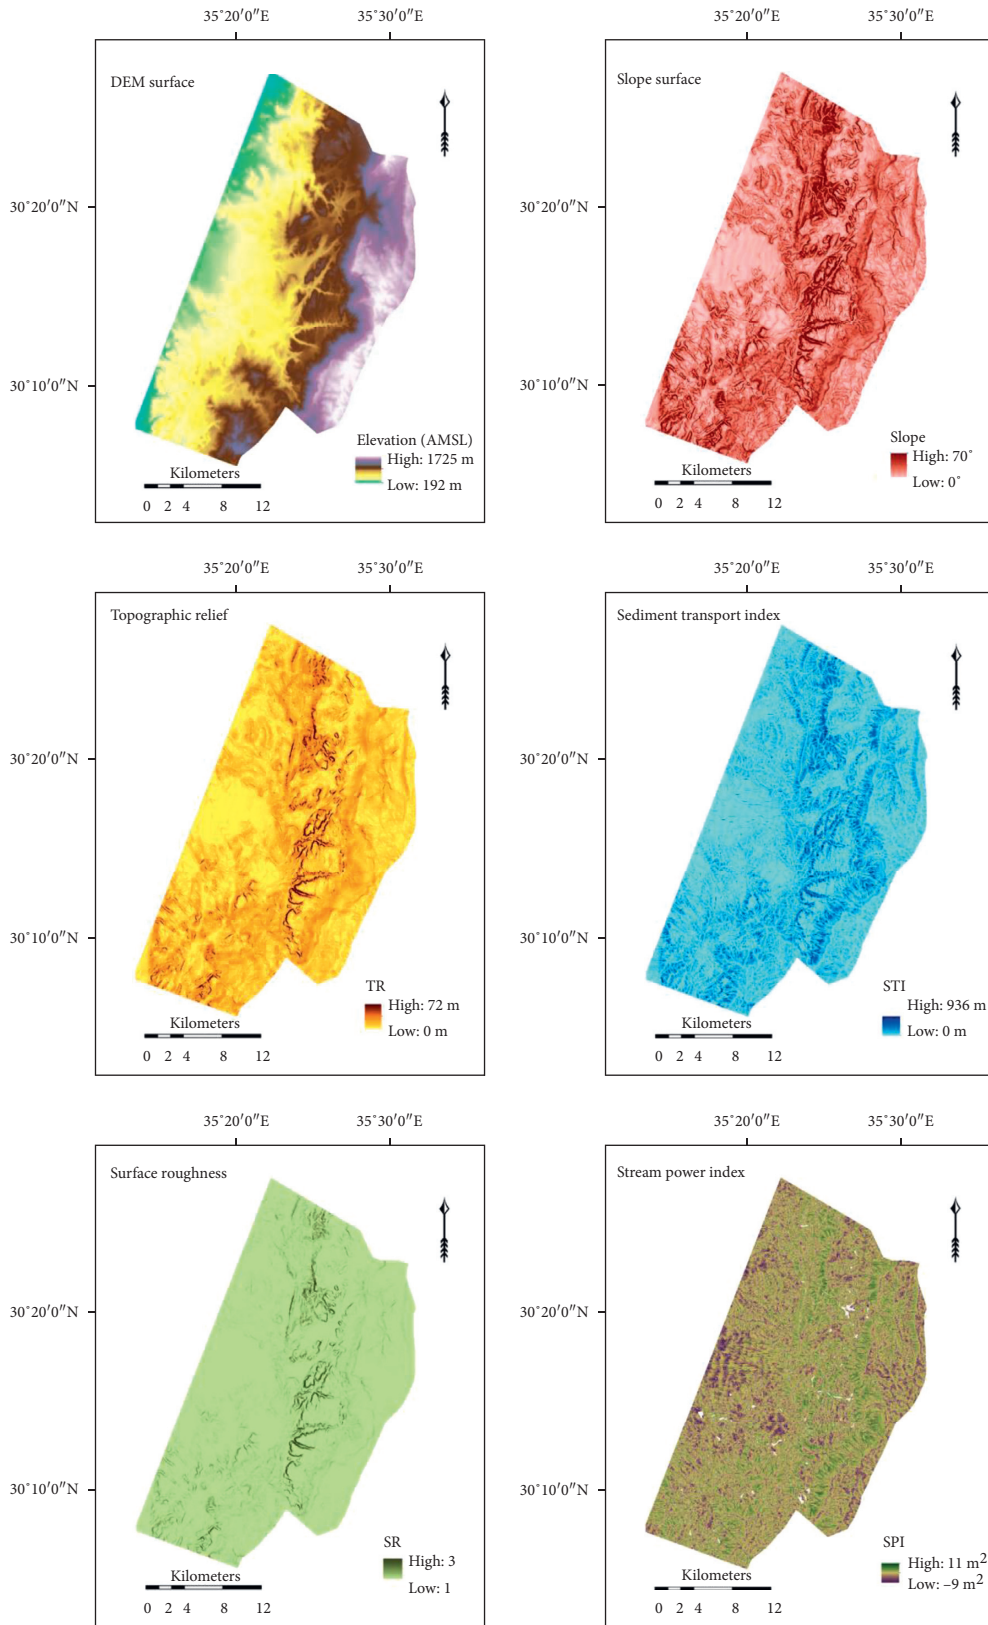 35°20′0″E 35°30′0″E
DEM surface
30°20′0″N
30°10′0″N
Elevation (AMSL)
High: 1725 m
Low: 192 m
Kilometers
0 2 4 8 12
35°20′0″E 35°30′0″E
Slope surface
30°20′0″N
30°10′0″N
Slope
High: 70°
Low: 0°
Kilometers
0 2 4 8 12
35°20′0″E 35°30′0″E
Topographic relief
30°20′0″N
30°10′0″N
TR
High: 72 m
Low: 0 m
Kilometers
0 2 4 8 12
35°20′0″E 35°30′0″E
Sediment transport index
30°20′0″N
30°10′0″N
STI
High: 936 m
Low: 0 m
Kilometers
0 2 4 8 12
35°20′0″E 35°30′0″E
Surface roughness
30°20′0″N
30°10′0″N
SR
High: 3
Low: 1
Kilometers
0 2 4 8 12
35°20′0″E 35°30′0″E
Stream power index
30°20′0″N
30°10′0″N
SPI
High: 11 m²
Low: –9 m²
Kilometers
0 2 4 8 12